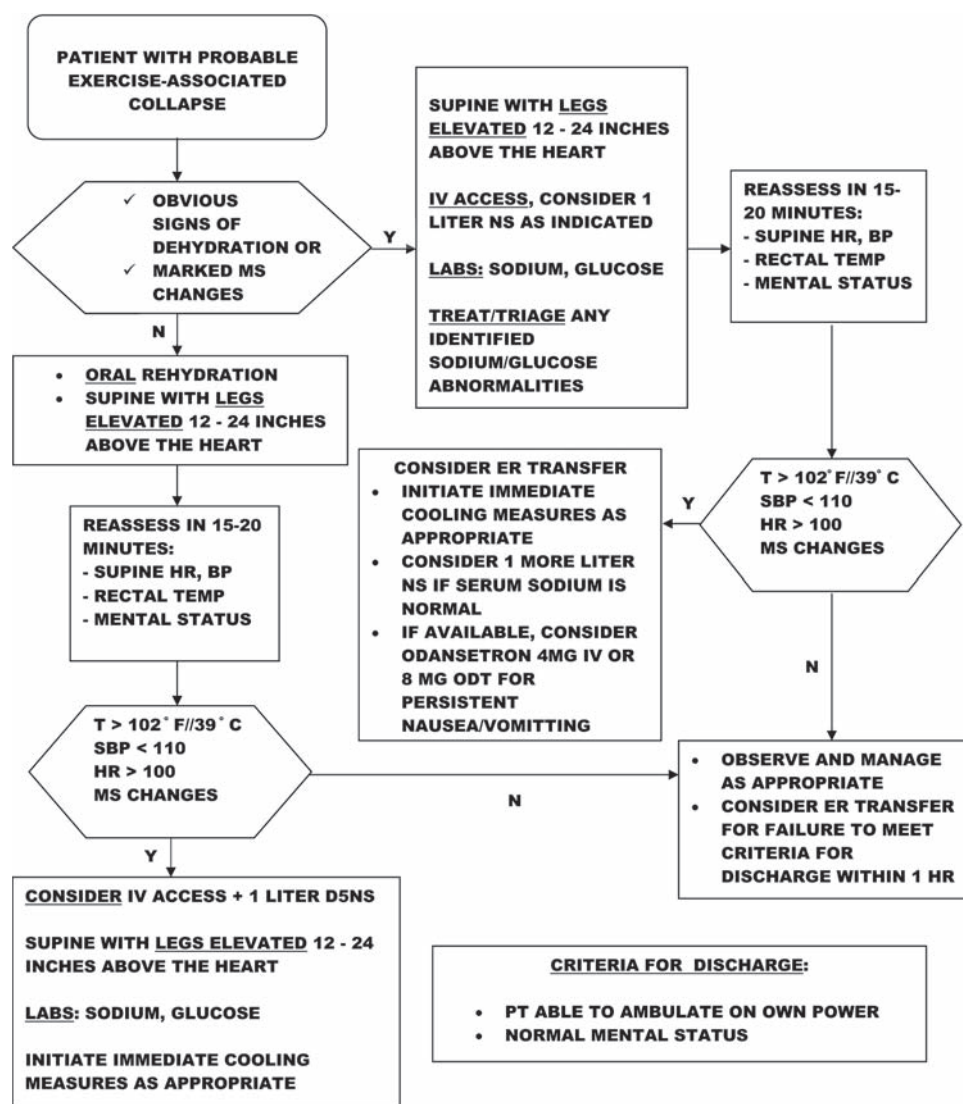 PATIENT WITH PROBABLE
EXERCISE-ASSOCIATED
COLLAPSE
✓ OBVIOUS
SIGNS OF
DEHYDRATION OR
✓ MARKED MS
CHANGES
Y
N
SUPINE WITH LEGS
ELEVATED 12 - 24 INCHES
ABOVE THE HEART
IV ACCESS, CONSIDER 1
LITER NS AS INDICATED
LABS: SODIUM, GLUCOSE
TREAT/TRIAGE ANY
IDENTIFIED
SODIUM/GLUCOSE
ABNORMALITIES
REASSESS IN 15-
20 MINUTES:
- SUPINE HR, BP
- RECTAL TEMP
- MENTAL STATUS
• ORAL REHYDRATION
• SUPINE WITH LEGS
ELEVATED 12 - 24 INCHES
ABOVE THE HEART
REASSESS IN 15-20
MINUTES:
- SUPINE HR, BP
- RECTAL TEMP
- MENTAL STATUS
CONSIDER ER TRANSFER
• INITIATE IMMEDIATE
COOLING MEASURES AS
APPROPRIATE
• CONSIDER 1 MORE LITER
NS IF SERUM SODIUM IS
NORMAL
• IF AVAILABLE, CONSIDER
ODANSETRON 4MG IV OR
8 MG ODT FOR
PERSISTENT
NAUSEA/VOMITTING
Y
T > 102° F//39° C
SBP < 110
HR > 100
MS CHANGES
N
T > 102° F//39° C
SBP < 110
HR > 100
MS CHANGES
N
Y
• OBSERVE AND MANAGE
AS APPROPRIATE
• CONSIDER ER TRANSFER
FOR FAILURE TO MEET
CRITERIA FOR
DISCHARGE WITHIN 1 HR
CONSIDER IV ACCESS + 1 LITER D5NS
SUPINE WITH LEGS ELEVATED 12 - 24
INCHES ABOVE THE HEART
LABS: SODIUM, GLUCOSE
INITIATE IMMEDIATE COOLING
MEASURES AS APPROPRIATE
CRITERIA FOR DISCHARGE:
• PT ABLE TO AMBULATE ON OWN POWER
• NORMAL MENTAL STATUS